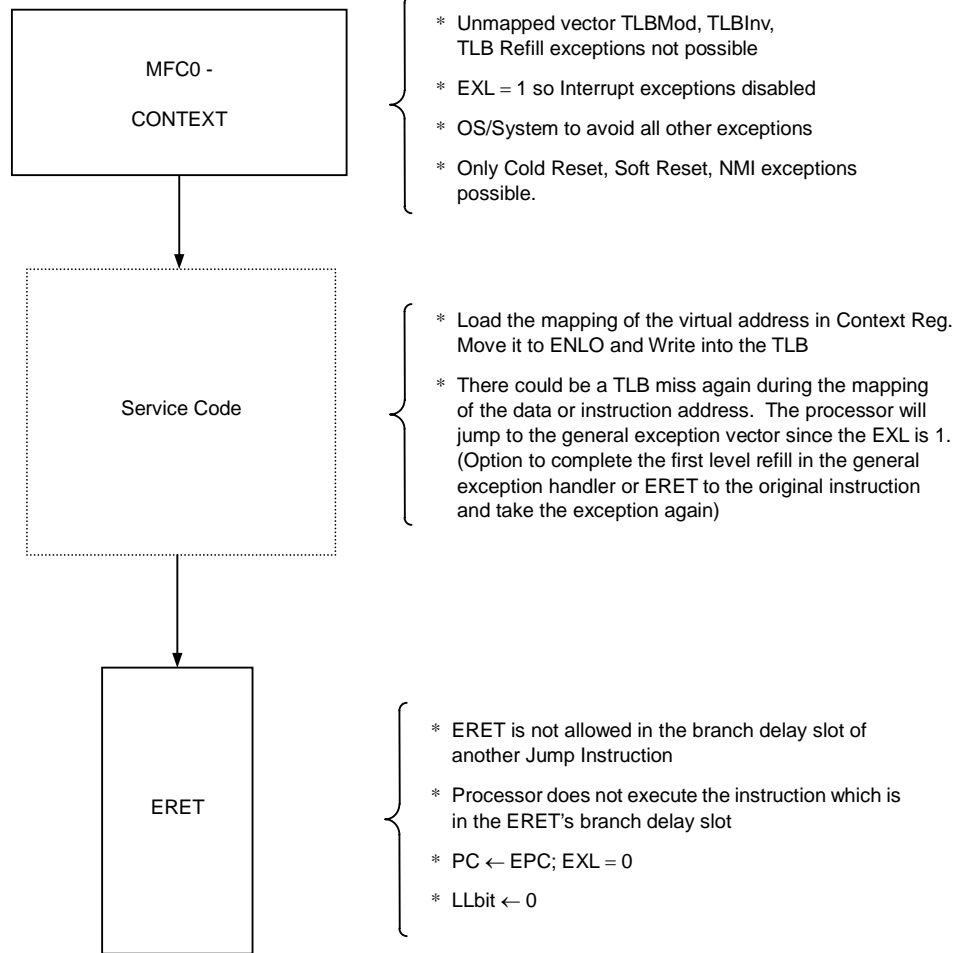 MFC0 -
CONTEXT
* Unmapped vector TLBMod, TLBInv,
TLB Refill exceptions not possible
* EXL = 1 so Interrupt exceptions disabled
* OS/System to avoid all other exceptions
* Only Cold Reset, Soft Reset, NMI exceptions
possible.
Service Code
* Load the mapping of the virtual address in Context Reg.
Move it to ENLO and Write into the TLB
* There could be a TLB miss again during the mapping
of the data or instruction address. The processor will
jump to the general exception vector since the EXL is 1.
(Option to complete the first level refill in the general
exception handler or ERET to the original instruction
and take the exception again)
ERET
* ERET is not allowed in the branch delay slot of
another Jump Instruction
* Processor does not execute the instruction which is
in the ERET's branch delay slot
* PC ← EPC; EXL = 0
* LLbit ← 0